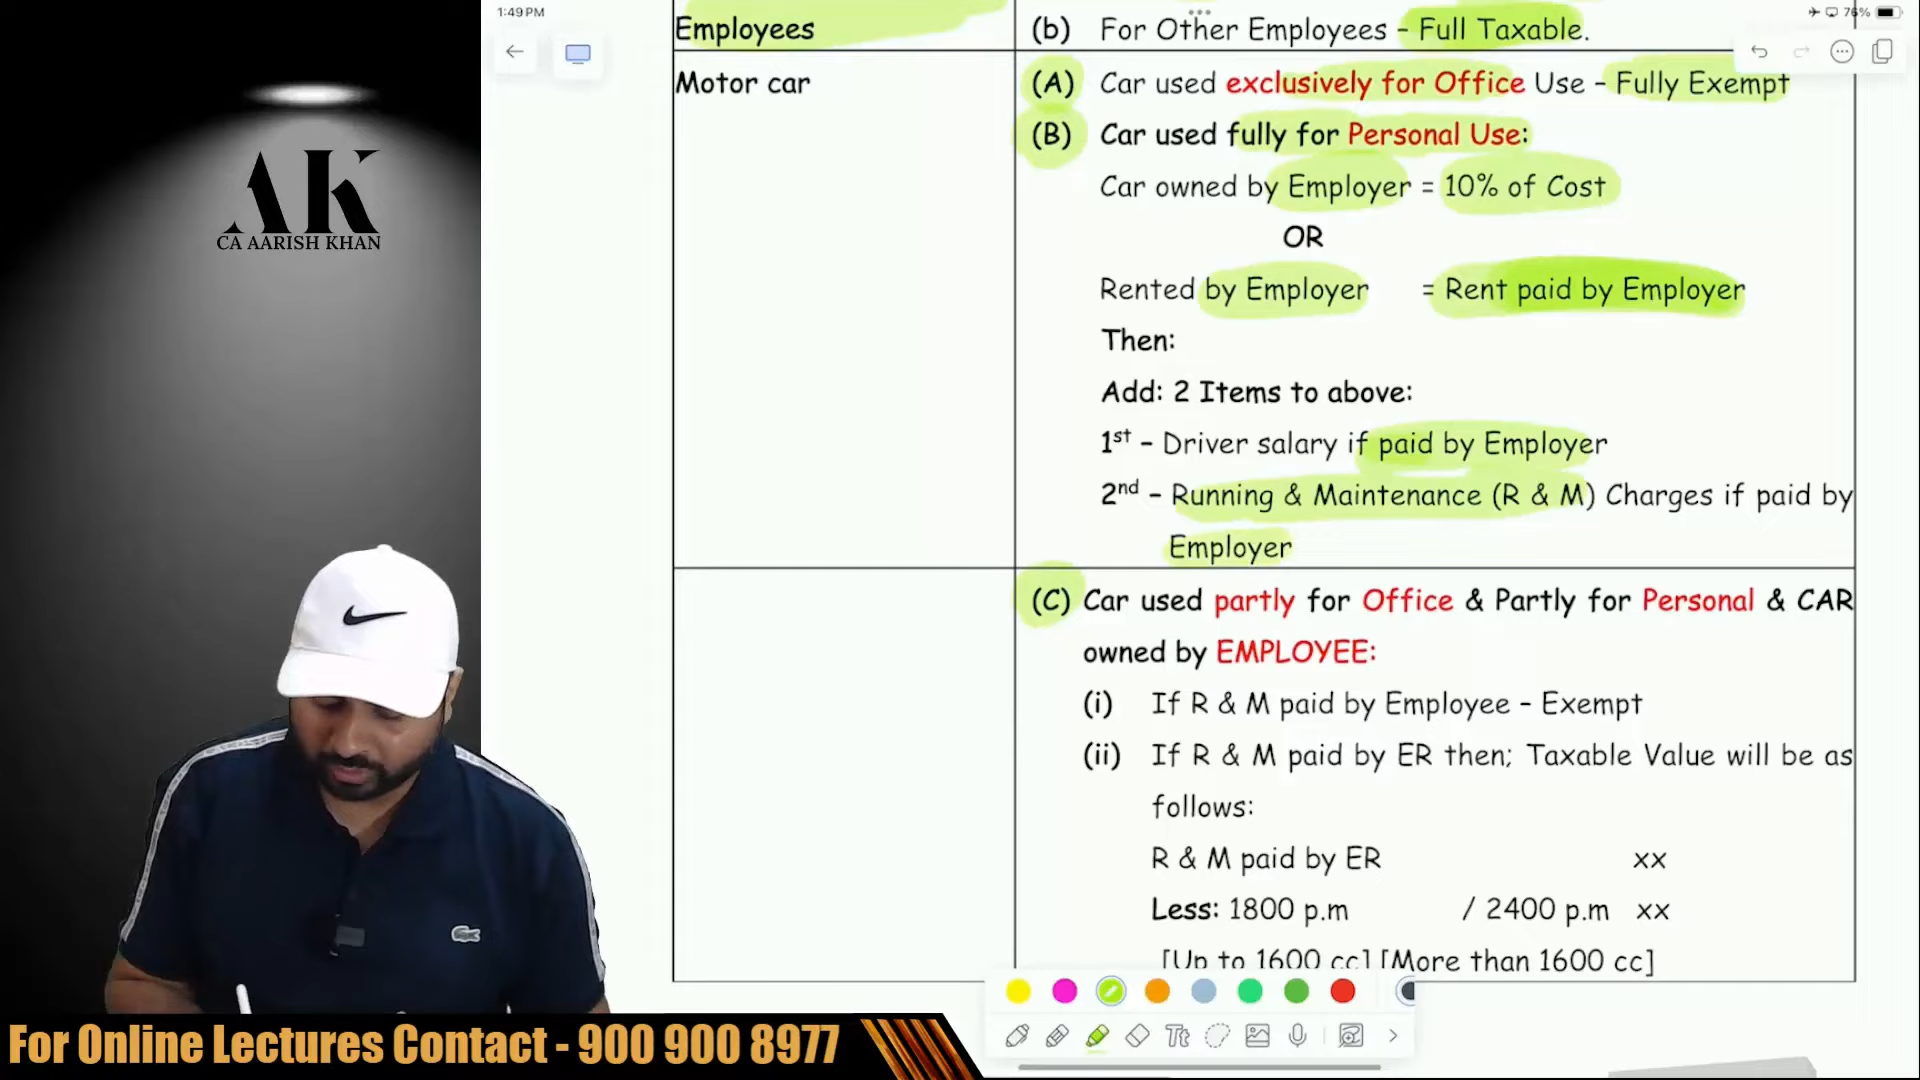 1:49 PM
76%
Employees
(b) For Other Employees - Full Taxable.
Motor car
(A) Car used exclusively for Office Use - Fully Exempt
(B) Car used fully for Personal Use:
Car owned by Employer = 10% of Cost
OR
Rented by Employer = Rent paid by Employer
Then:
Add: 2 Items to above:
1st - Driver salary if paid by Employer
2nd - Running & Maintenance (R & M) Charges if paid by
Employer
(C) Car used partly for Office & Partly for Personal & CAR
owned by EMPLOYEE:
(i) If R & M paid by Employee - Exempt
(ii) If R & M paid by ER then; Taxable Value will be as
follows:
R & M paid by ER xx
Less: 1800 p.m / 2400 p.m xx
[Up to 1600 cc] [More than 1600 cc]
Tt
AK
CA AARISH KHAN
For Online Lectures Contact - 900 900 8977